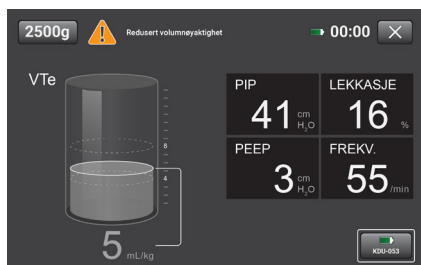 2500g
Redusert volumnøyaktighet
00:00
VTe
8
4
5 mL/kg
PIP
41 cm H₂O
LEKKASJE
16 %
PEEP
3 cm H₂O
FREKV.
55 /min
KDU-053